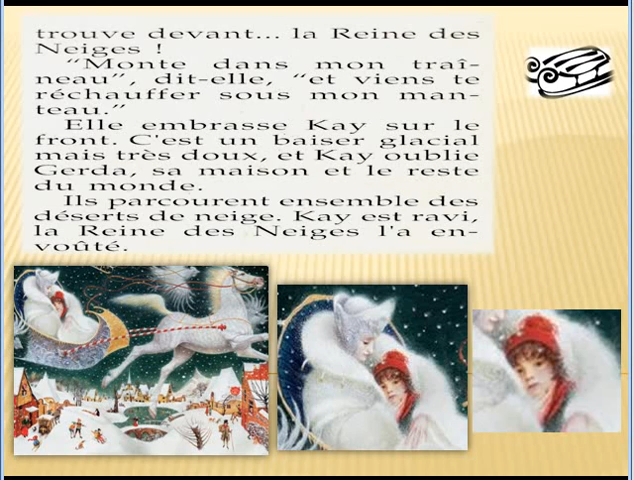 trouve devant... la Reine des
Neiges !
"Monte dans mon traî-
neau", dit-elle, "et viens te
réchauffer sous mon man-
teau."
Elle embrasse Kay sur le
front. C'est un baiser glacial
mais très doux, et Kay oublie
Gerda, sa maison et le reste
du monde.
Ils parcourent ensemble des
déserts de neige. Kay est ravi,
la Reine des Neiges l'a en-
voûté.